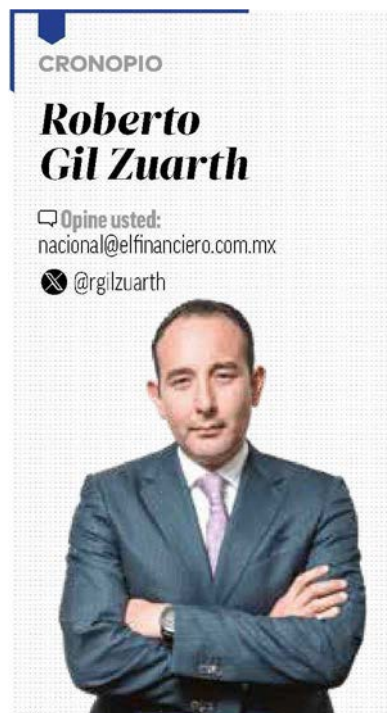 CRONOPIO
Roberto
Gil Zuarth
Opine usted:
nacional@elfinanciero.com.mx
@rgilzuarth